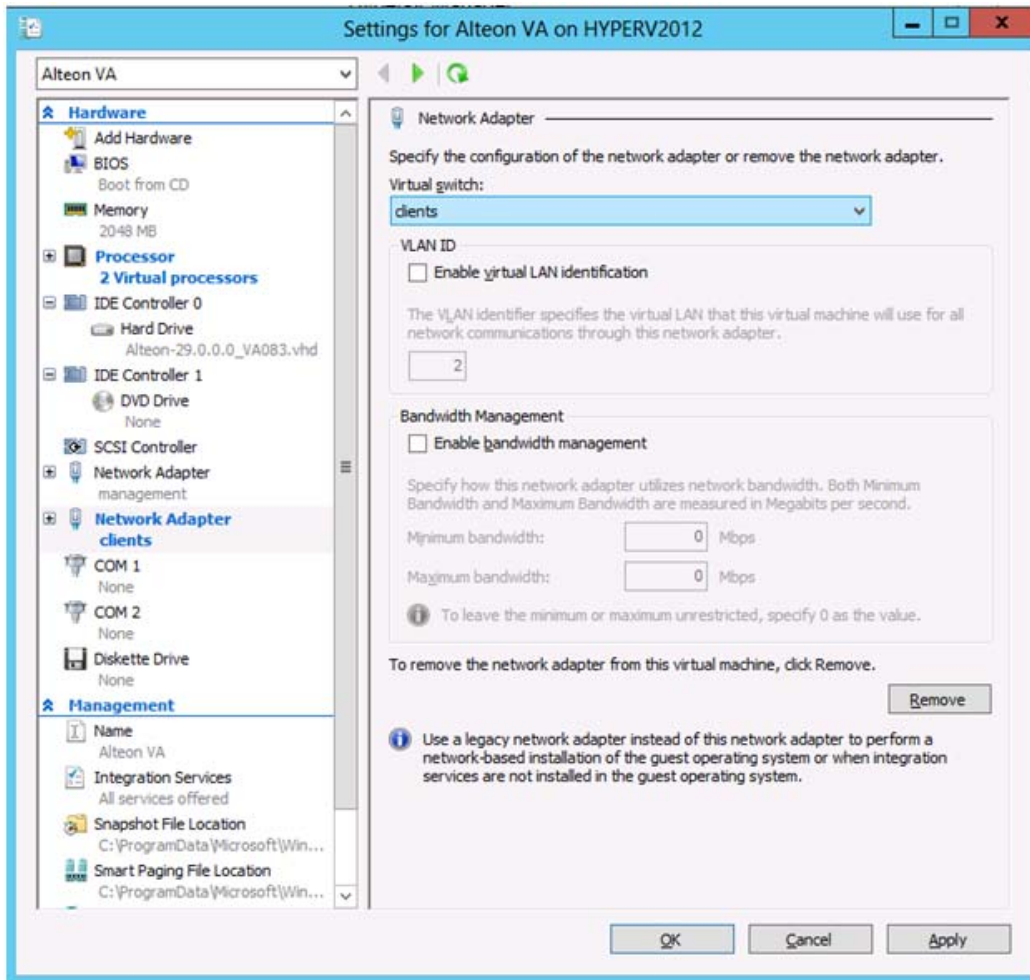 Settings for Alteon VA on HYPERV2012
Alteon VA
Hardware
Add Hardware
BIOS
Boot from CD
Memory
2048 MB
Processor
2 Virtual processors
IDE Controller 0
Hard Drive
Alteon-29.0.0.0_VA083.vhd
IDE Controller 1
DVD Drive
None
SCSI Controller
Network Adapter
management
Network Adapter
clients
COM 1
None
COM 2
None
Diskette Drive
None
Management
Name
Alteon VA
Integration Services
All services offered
Snapshot File Location
C:\ProgramData\Microsoft\Win...
Smart Paging File Location
C:\ProgramData\Microsoft\Win...
Network Adapter
Specify the configuration of the network adapter or remove the network adapter.
Virtual switch:
clients
VLAN ID
Enable virtual LAN identification
The VLAN identifier specifies the virtual LAN that this virtual machine will use for all
network communications through this network adapter.
2
Bandwidth Management
Enable bandwidth management
Specify how this network adapter utilizes network bandwidth. Both Minimum
Bandwidth and Maximum Bandwidth are measured in Megabits per second.
Minimum bandwidth: 0 Mbps
Maximum bandwidth: 0 Mbps
To leave the minimum or maximum unrestricted, specify 0 as the value.
To remove the network adapter from this virtual machine, click Remove.
Remove
Use a legacy network adapter instead of this network adapter to perform a
network-based installation of the guest operating system or when integration
services are not installed in the guest operating system.
OK Cancel Apply